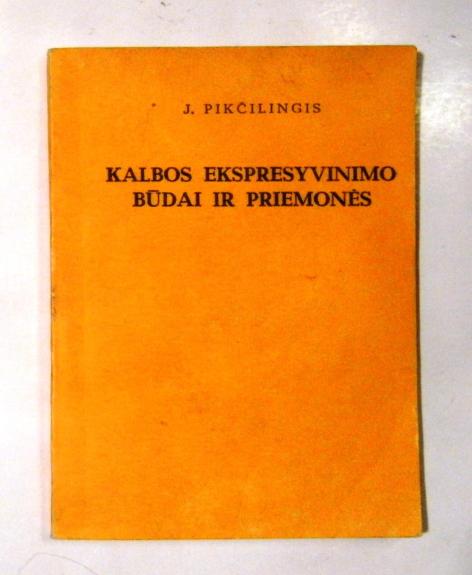 J. PIKČILINGIS
KALBOS EKSPRESYVINIMO
BŪDAI IR PRIEMONĖS